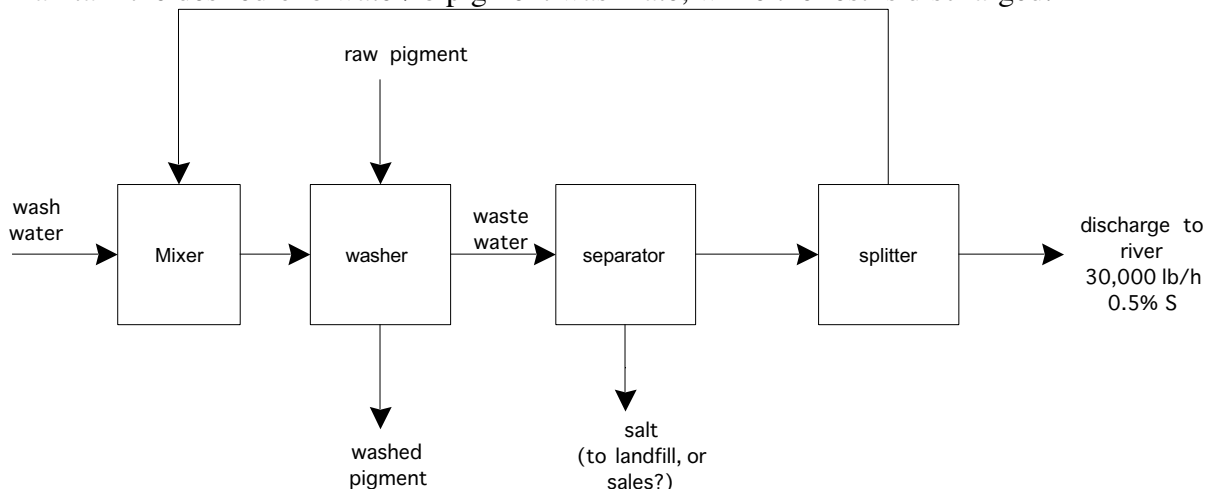 raw pigment
wash
water
Mixer
washer
waste
water
separator
splitter
discharge to
river
30,000 lb/h
0.5% S
washed
pigment
salt
(to landfill, or
sales?)